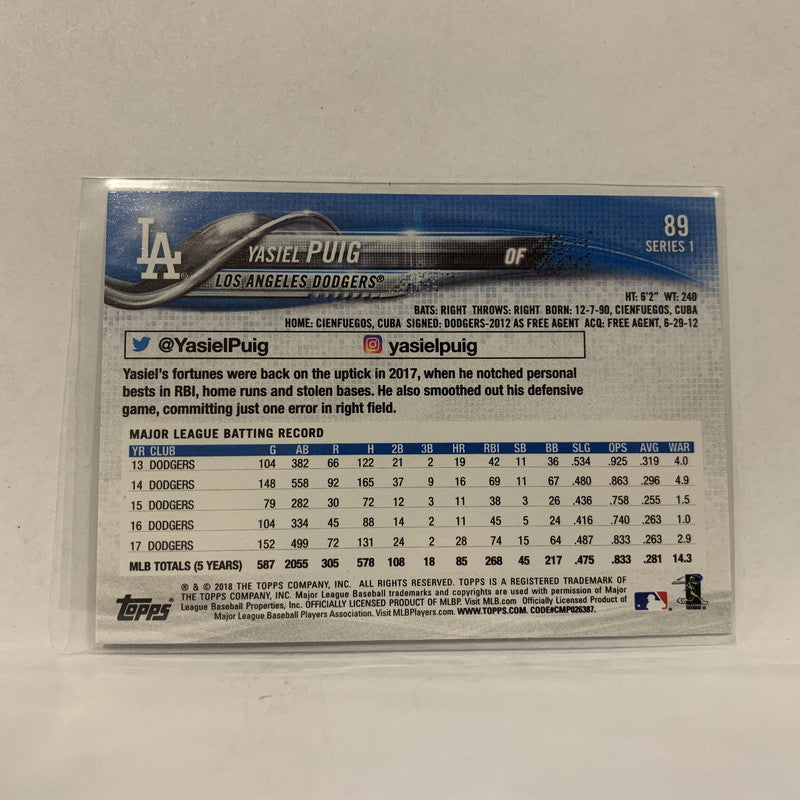 LA
YASIEL PUIG
OF
LOS ANGELES DODGERS®
89
SERIES 1
HT: 6'2" WT: 240
BATS: RIGHT THROWS: RIGHT BORN: 12-7-90, CIENFUEGOS, CUBA
HOME: CIENFUEGOS, CUBA SIGNED: DODGERS-2012 AS FREE AGENT ACQ: FREE AGENT, 6-29-12
@YasielPuig yasielpuig
Yasiel's fortunes were back on the uptick in 2017, when he notched personal
bests in RBI, home runs and stolen bases. He also smoothed out his defensive
game, committing just one error in right field.
MAJOR LEAGUE BATTING RECORD
YR CLUB G AB R H 2B 3B HR RBI SB BB SLG OPS AVG WAR
13 DODGERS 104 382 66 122 21 2 19 42 11 36 .534 .925 .319 4.0
14 DODGERS 148 558 92 165 37 9 16 69 11 67 .480 .863 .296 4.9
15 DODGERS 79 282 30 72 12 3 11 38 3 26 .436 .758 .255 1.5
16 DODGERS 104 334 45 88 14 2 11 45 5 24 .416 .740 .263 1.0
17 DODGERS 152 499 72 131 24 2 28 74 15 64 .487 .833 .263 2.9
MLB TOTALS (5 YEARS) 587 2055 305 578 108 18 85 268 45 217 .475 .833 .281 14.3
® & © 2018 THE TOPPS COMPANY, INC. ALL RIGHTS RESERVED. TOPPS IS A REGISTERED TRADEMARK OF
THE TOPPS COMPANY, INC. Major League Baseball trademarks and copyrights are used with permission of Major
League Baseball Properties, Inc. OFFICIALLY LICENSED PRODUCT OF MLBP. Visit MLB.com Officially Licensed Product of
Major League Baseball Players Association. Visit MLBPlayers.com. WWW.TOPPS.COM. CODE#CMP026387.
TOPPS